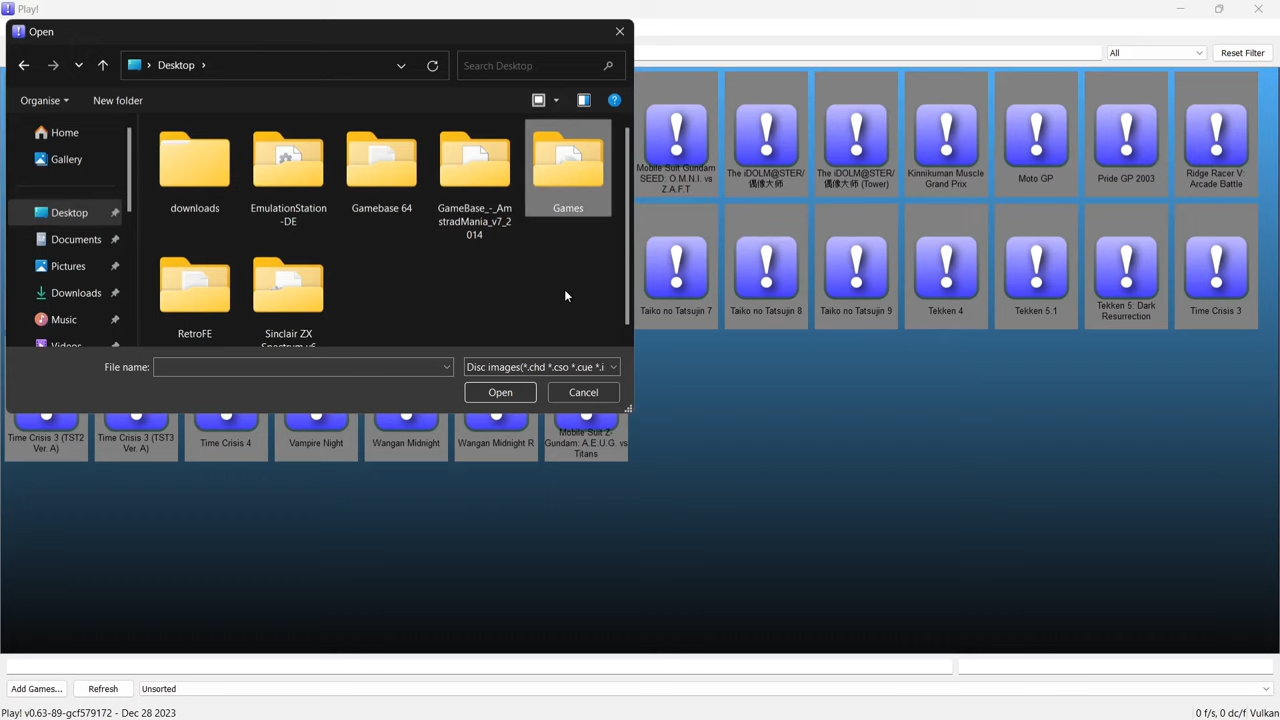 Play!
Open
Desktop
Search Desktop
All
Reset Filter
Organise
New folder
Home
Gallery
Desktop
Documents
Pictures
Downloads
Music
Videos
downloads
EmulationStation
-DE
Gamebase 64
GameBase_-_Am
stradMania_v7_2
014
Games
RetroFE
Sinclair ZX
Spectrum v6
File name:
Disc images(*.chd *.cso *.cue *.i
Open
Cancel
Mobile Suit Gundam
SEED: O.M.N.I. vs
Z.A.F.T
The iDOLM@STER/
偶像大师
The iDOLM@STER/
偶像大师 (Tower)
Kinnikuman Muscle
Grand Prix
Moto GP
Pride GP 2003
Ridge Racer V:
Arcade Battle
Taiko no Tatsujin 7
Taiko no Tatsujin 8
Taiko no Tatsujin 9
Tekken 4
Tekken 5.1
Tekken 5: Dark
Resurrection
Time Crisis 3
Time Crisis 3 (TST2
Ver. A)
Time Crisis 3 (TST3
Ver. A)
Time Crisis 4
Vampire Night
Wangan Midnight
Wangan Midnight R
Mobile Suit Z-
Gundam: A.E.U.G. vs
Titans
Add Games...
Refresh
Unsorted
Play! v0.63-89-gcf579172 - Dec 28 2023
0 f/s, 0 dc/f
Vulkan